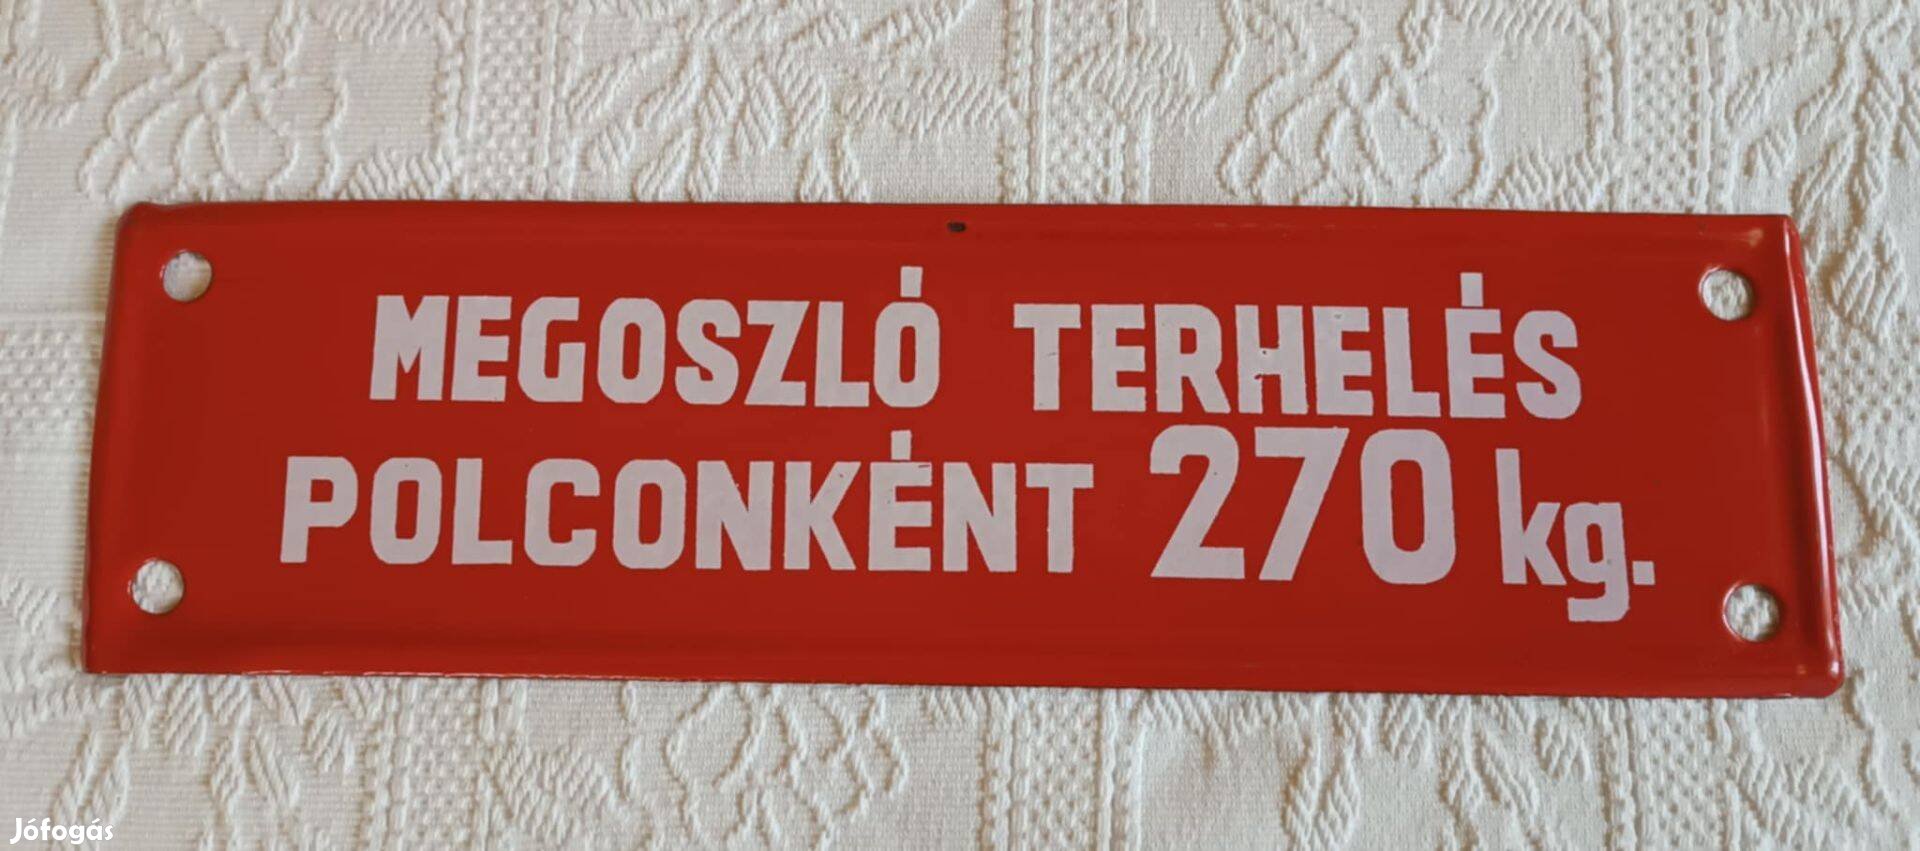 MEGOSZLÓ TERHELÉS
POLCONKÉNT 270 kg.
Jófogás